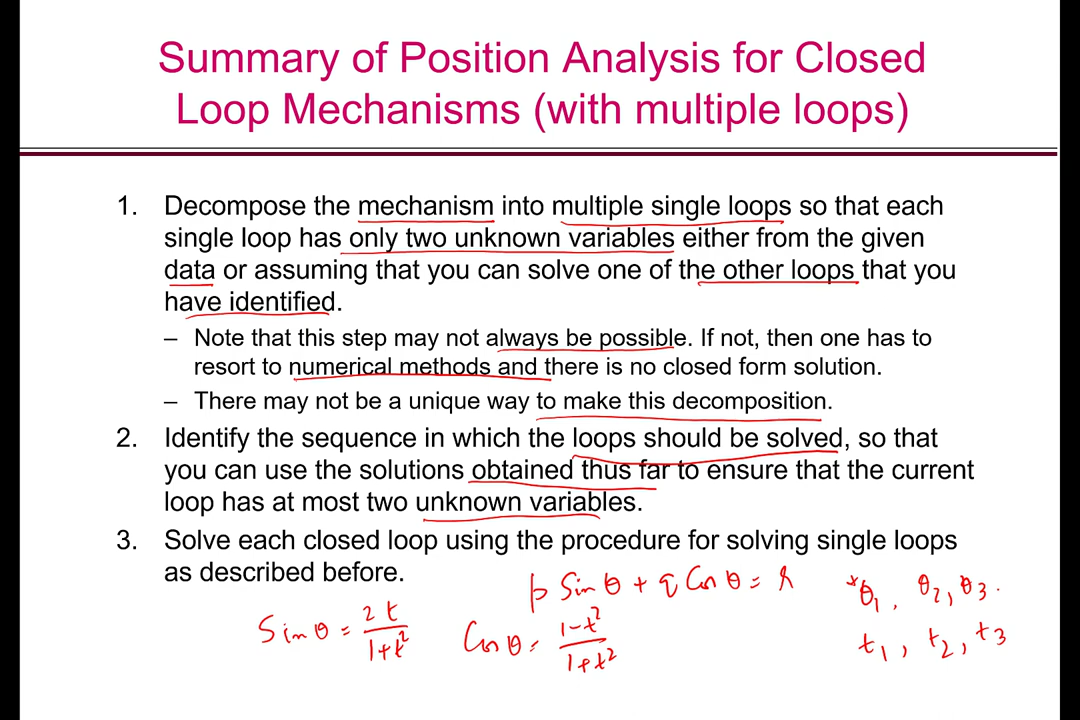 Summary of Position Analysis for Closed
Loop Mechanisms (with multiple loops)
1. Decompose the mechanism into multiple single loops so that each
single loop has only two unknown variables either from the given
data or assuming that you can solve one of the other loops that you
have identified.
– Note that this step may not always be possible. If not, then one has to
resort to numerical methods and there is no closed form solution.
– There may not be a unique way to make this decomposition.
2. Identify the sequence in which the loops should be solved, so that
you can use the solutions obtained thus far to ensure that the current
loop has at most two unknown variables.
3. Solve each closed loop using the procedure for solving single loops
as described before.
p Sin θ + q Cos θ = r
*θ₁, θ₂, θ₃.
Sin θ = 2t / 1+t²
Cos θ = 1-t² / 1+t²
t₁, t₂, t₃